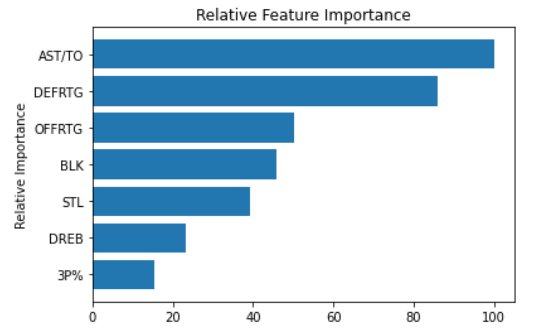 Relative Feature Importance
Relative Importance
AST/TO
DEFRTG
OFFRTG
BLK
STL
DREB
3P%
0 20 40 60 80 100